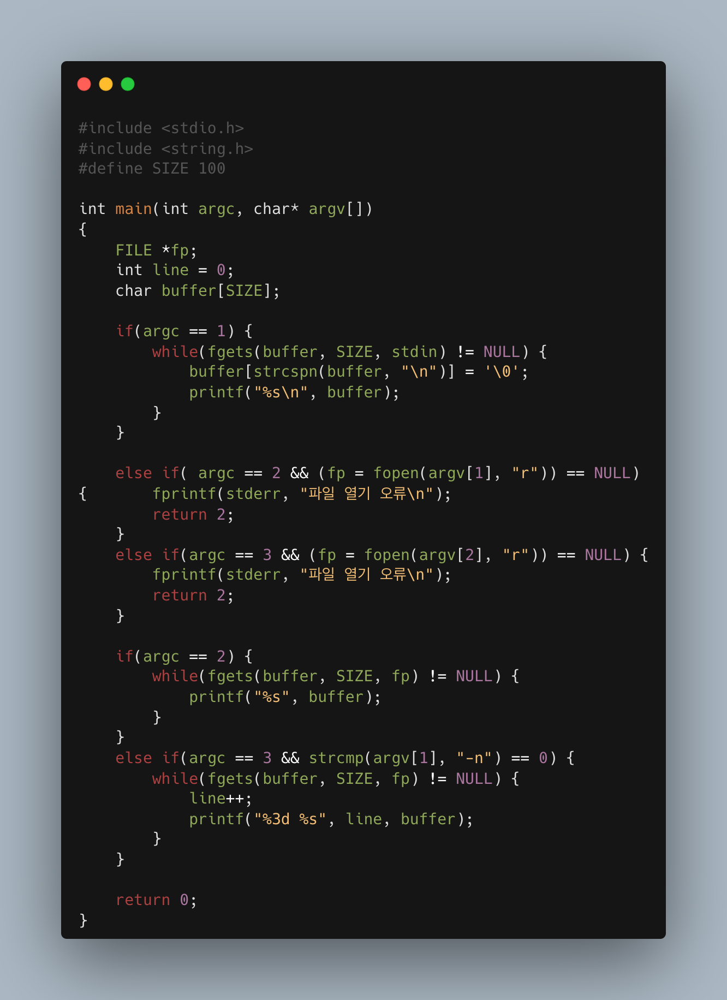 #include <stdio.h>
#include <string.h>
#define SIZE 100

int main(int argc, char* argv[])
{
    FILE *fp;
    int line = 0;
    char buffer[SIZE];

    if(argc == 1) {
        while(fgets(buffer, SIZE, stdin) != NULL) {
            buffer[strcspn(buffer, "\n")] = '\0';
            printf("%s\n", buffer);
        }
    }

    else if( argc == 2 && (fp = fopen(argv[1], "r")) == NULL)
{       fprintf(stderr, "파일 열기 오류\n");
        return 2;
    }
    else if(argc == 3 && (fp = fopen(argv[2], "r")) == NULL) {
        fprintf(stderr, "파일 열기 오류\n");
        return 2;
    }

    if(argc == 2) {
        while(fgets(buffer, SIZE, fp) != NULL) {
            printf("%s", buffer);
        }
    }
    else if(argc == 3 && strcmp(argv[1], "-n") == 0) {
        while(fgets(buffer, SIZE, fp) != NULL) {
            line++;
            printf("%3d %s", line, buffer);
        }
    }

    return 0;
}